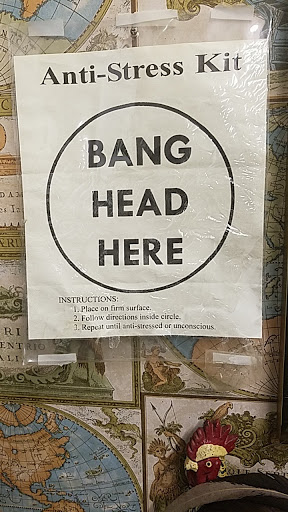 Anti-Stress Kit
BANG
HEAD
HERE
INSTRUCTIONS:
1. Place on firm surface.
2. Follow directions inside circle.
3. Repeat until anti-stressed or unconscious.